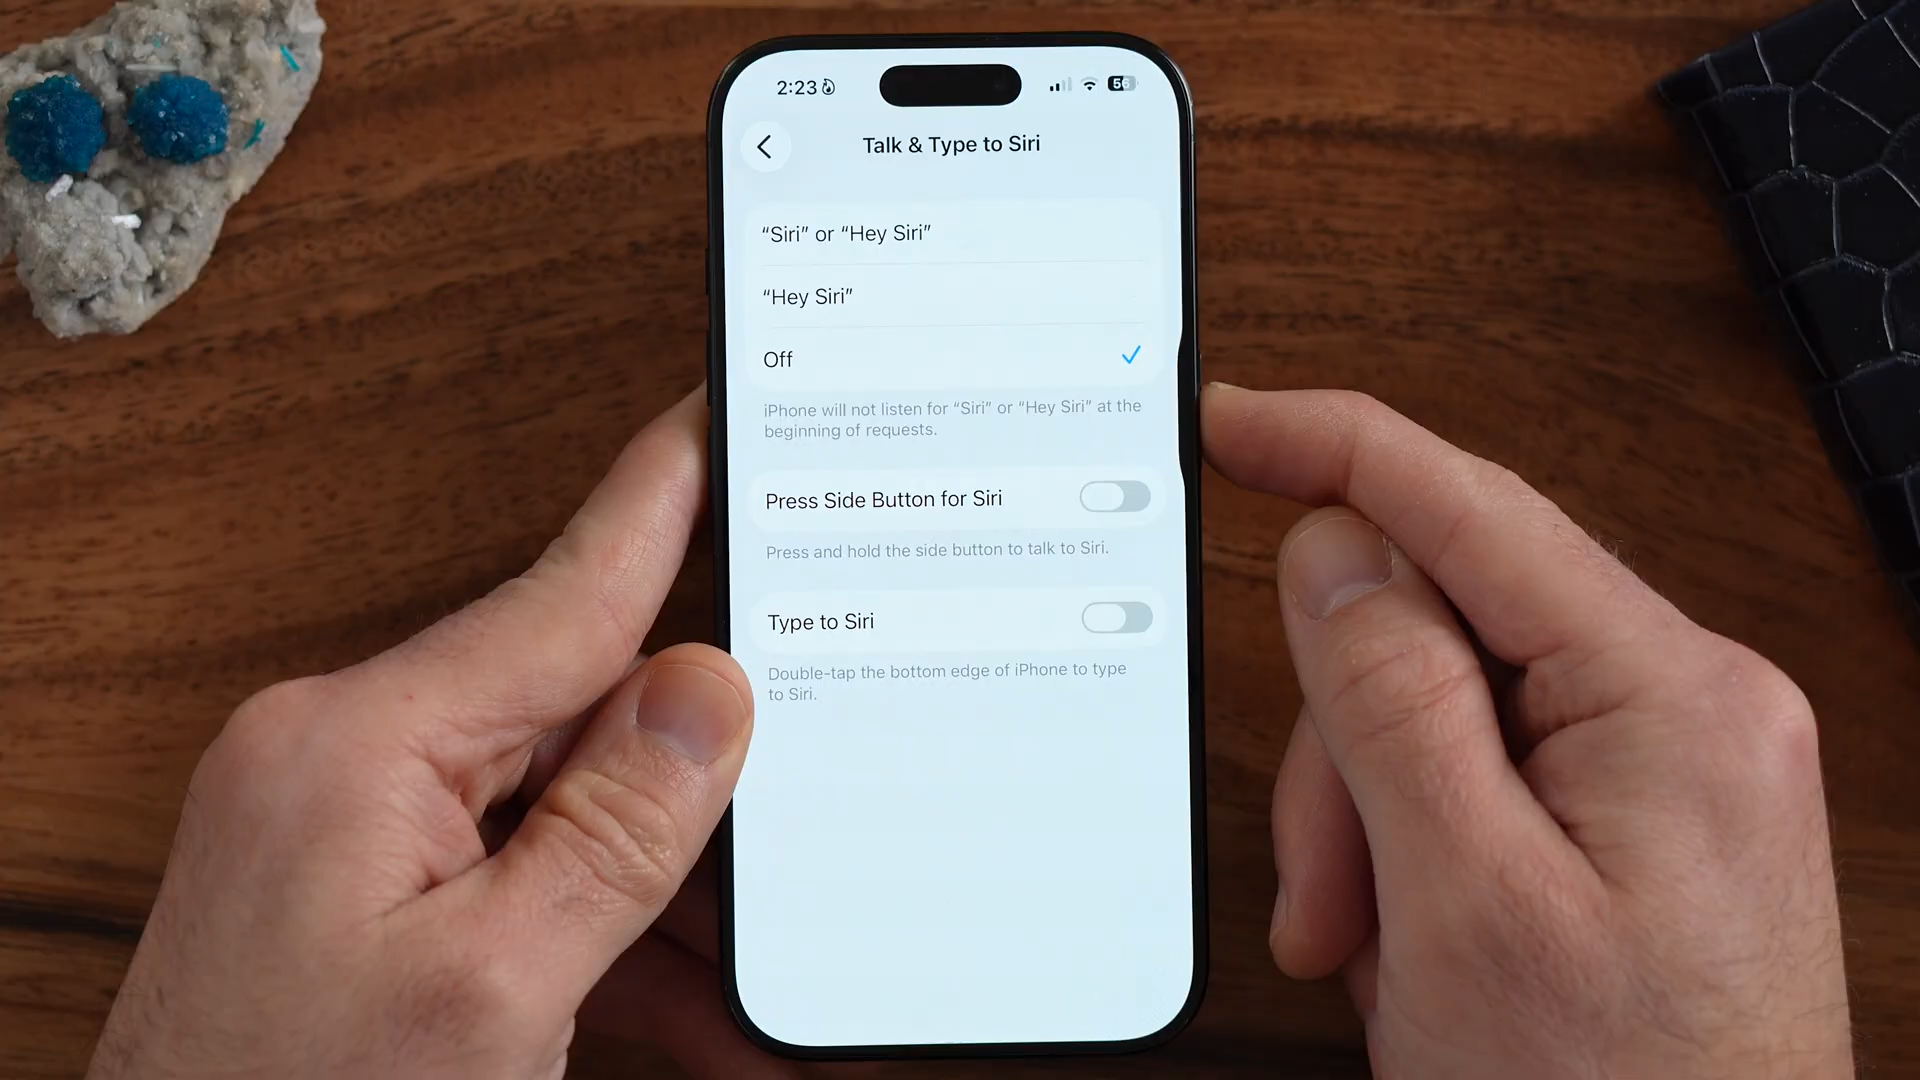 2:23
56
Talk & Type to Siri
“Siri” or “Hey Siri”
“Hey Siri”
Off
iPhone will not listen for “Siri” or “Hey Siri” at the
beginning of requests.
Press Side Button for Siri
Press and hold the side button to talk to Siri.
Type to Siri
Double-tap the bottom edge of iPhone to type
to Siri.